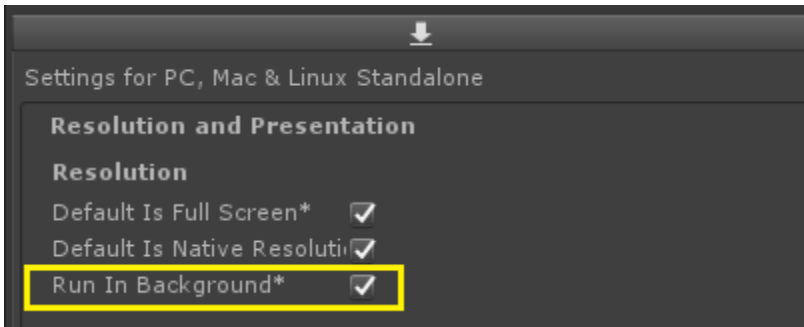 Settings for PC, Mac & Linux Standalone
Resolution and Presentation
Resolution
Default Is Full Screen*
Default Is Native Resoluti
Run In Background*